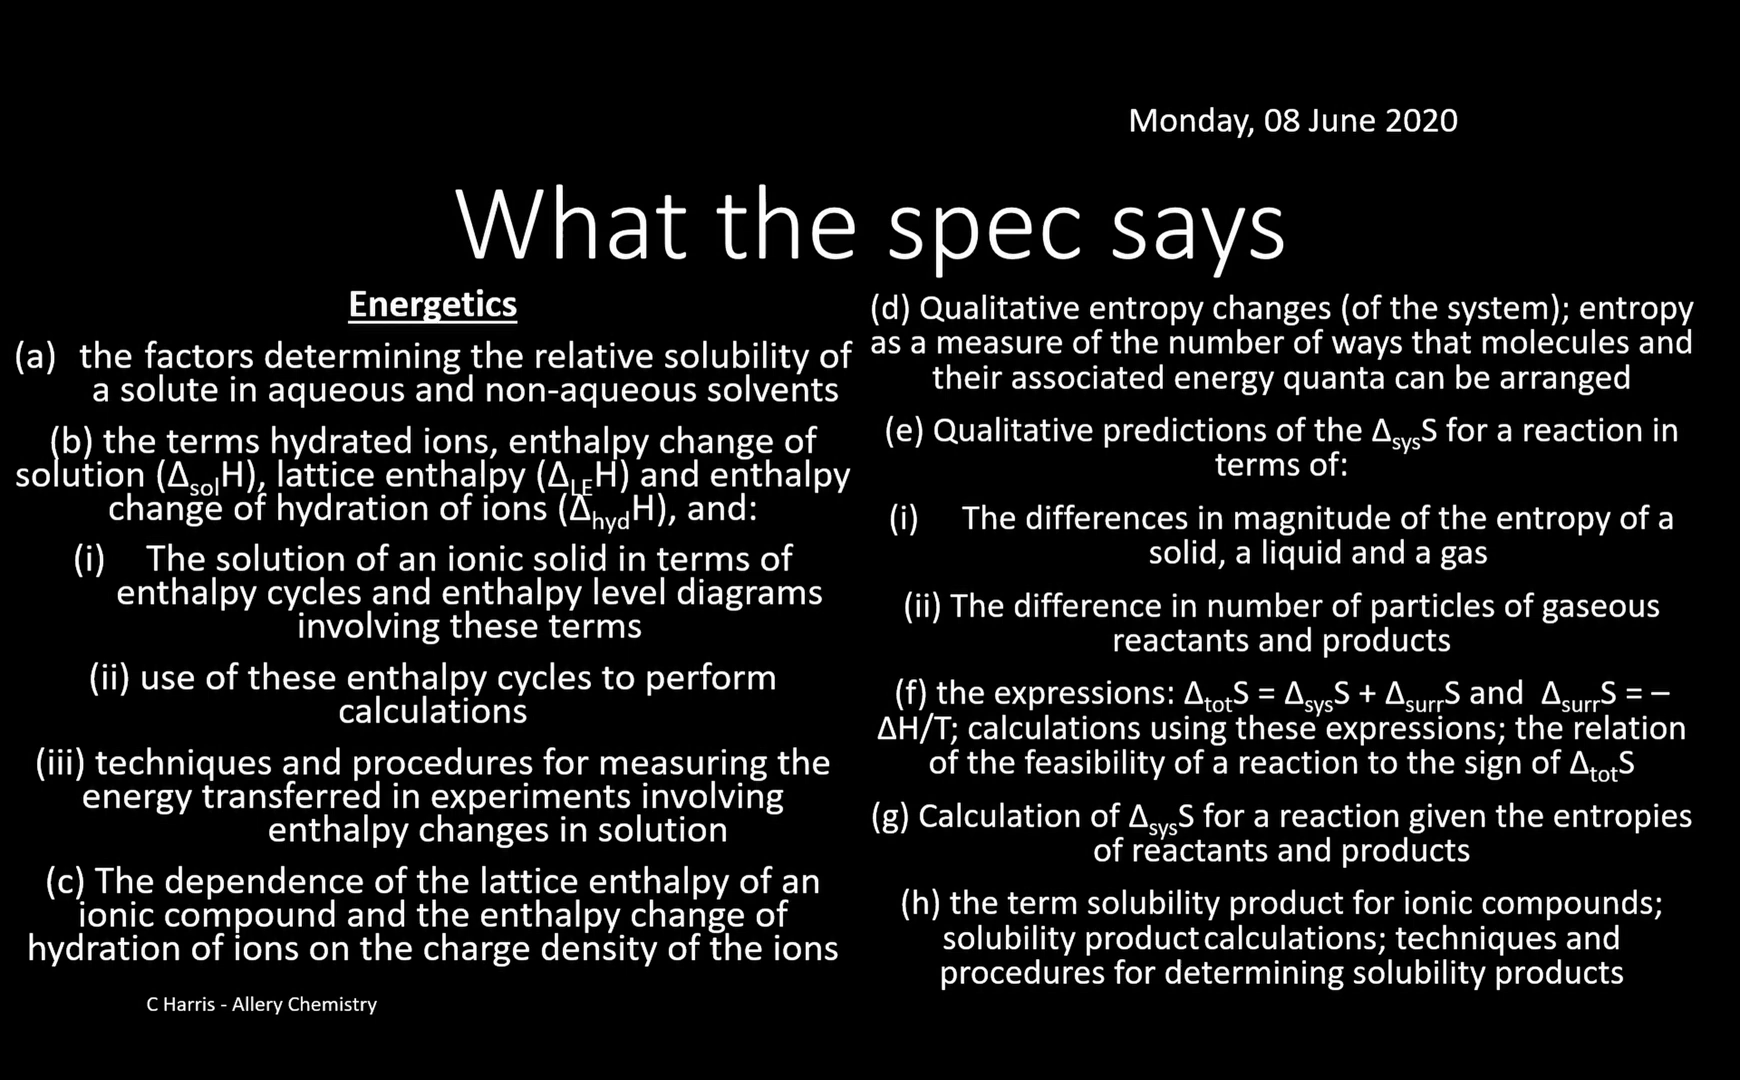 Monday, 08 June 2020
What the spec says
Energetics
(a) the factors determining the relative solubility of
a solute in aqueous and non-aqueous solvents
(b) the terms hydrated ions, enthalpy change of
solution (ΔsolH), lattice enthalpy (ΔLEH) and enthalpy
change of hydration of ions (ΔhydH), and:
(i) The solution of an ionic solid in terms of
enthalpy cycles and enthalpy level diagrams
involving these terms
(ii) use of these enthalpy cycles to perform
calculations
(iii) techniques and procedures for measuring the
energy transferred in experiments involving
enthalpy changes in solution
(c) The dependence of the lattice enthalpy of an
ionic compound and the enthalpy change of
hydration of ions on the charge density of the ions
(d) Qualitative entropy changes (of the system); entropy
as a measure of the number of ways that molecules and
their associated energy quanta can be arranged
(e) Qualitative predictions of the ΔsysS for a reaction in
terms of:
(i) The differences in magnitude of the entropy of a
solid, a liquid and a gas
(ii) The difference in number of particles of gaseous
reactants and products
(f) the expressions: ΔtotS = ΔsysS + ΔsurrS and ΔsurrS = –
ΔH/T; calculations using these expressions; the relation
of the feasibility of a reaction to the sign of ΔtotS
(g) Calculation of ΔsysS for a reaction given the entropies
of reactants and products
(h) the term solubility product for ionic compounds;
solubility product calculations; techniques and
procedures for determining solubility products
C Harris - Allery Chemistry